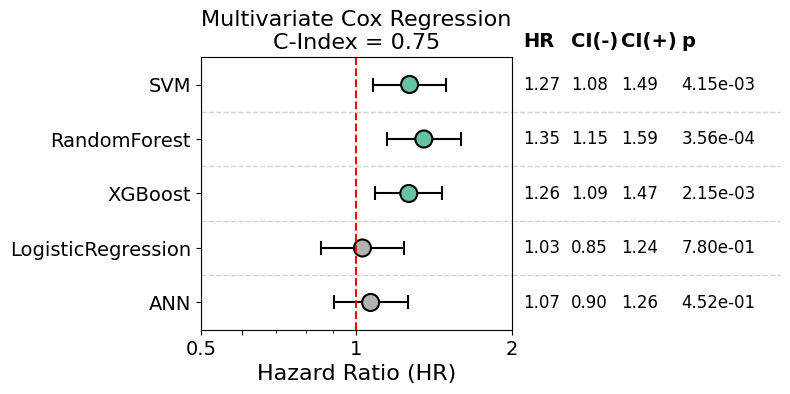 Multivariate Cox Regression
C-Index = 0.75
HR CI(-) CI(+) p
SVM 1.27 1.08 1.49 4.15e-03
RandomForest 1.35 1.15 1.59 3.56e-04
XGBoost 1.26 1.09 1.47 2.15e-03
LogisticRegression 1.03 0.85 1.24 7.80e-01
ANN 1.07 0.90 1.26 4.52e-01
0.5 1 2
Hazard Ratio (HR)